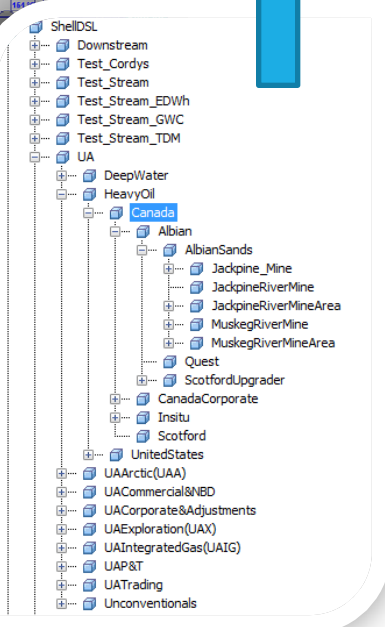 ShellDSL
Downstream
Test_Cordys
Test_Stream
Test_Stream_EDWh
Test_Stream_GWC
Test_Stream_TDM
UA
DeepWater
HeavyOil
Canada
Albian
AlbianSands
Jackpine_Mine
JackpineRiverMine
JackpineRiverMineArea
MuskegRiverMine
MuskegRiverMineArea
Quest
ScotfordUpgrader
CanadaCorporate
Insitu
Scotford
UnitedStates
UAArctic(UAA)
UACommercial&NBD
UACorporate&Adjustments
UAExploration(UAX)
UAIntegratedGas(UAIG)
UAP&T
UATrading
Unconventionals